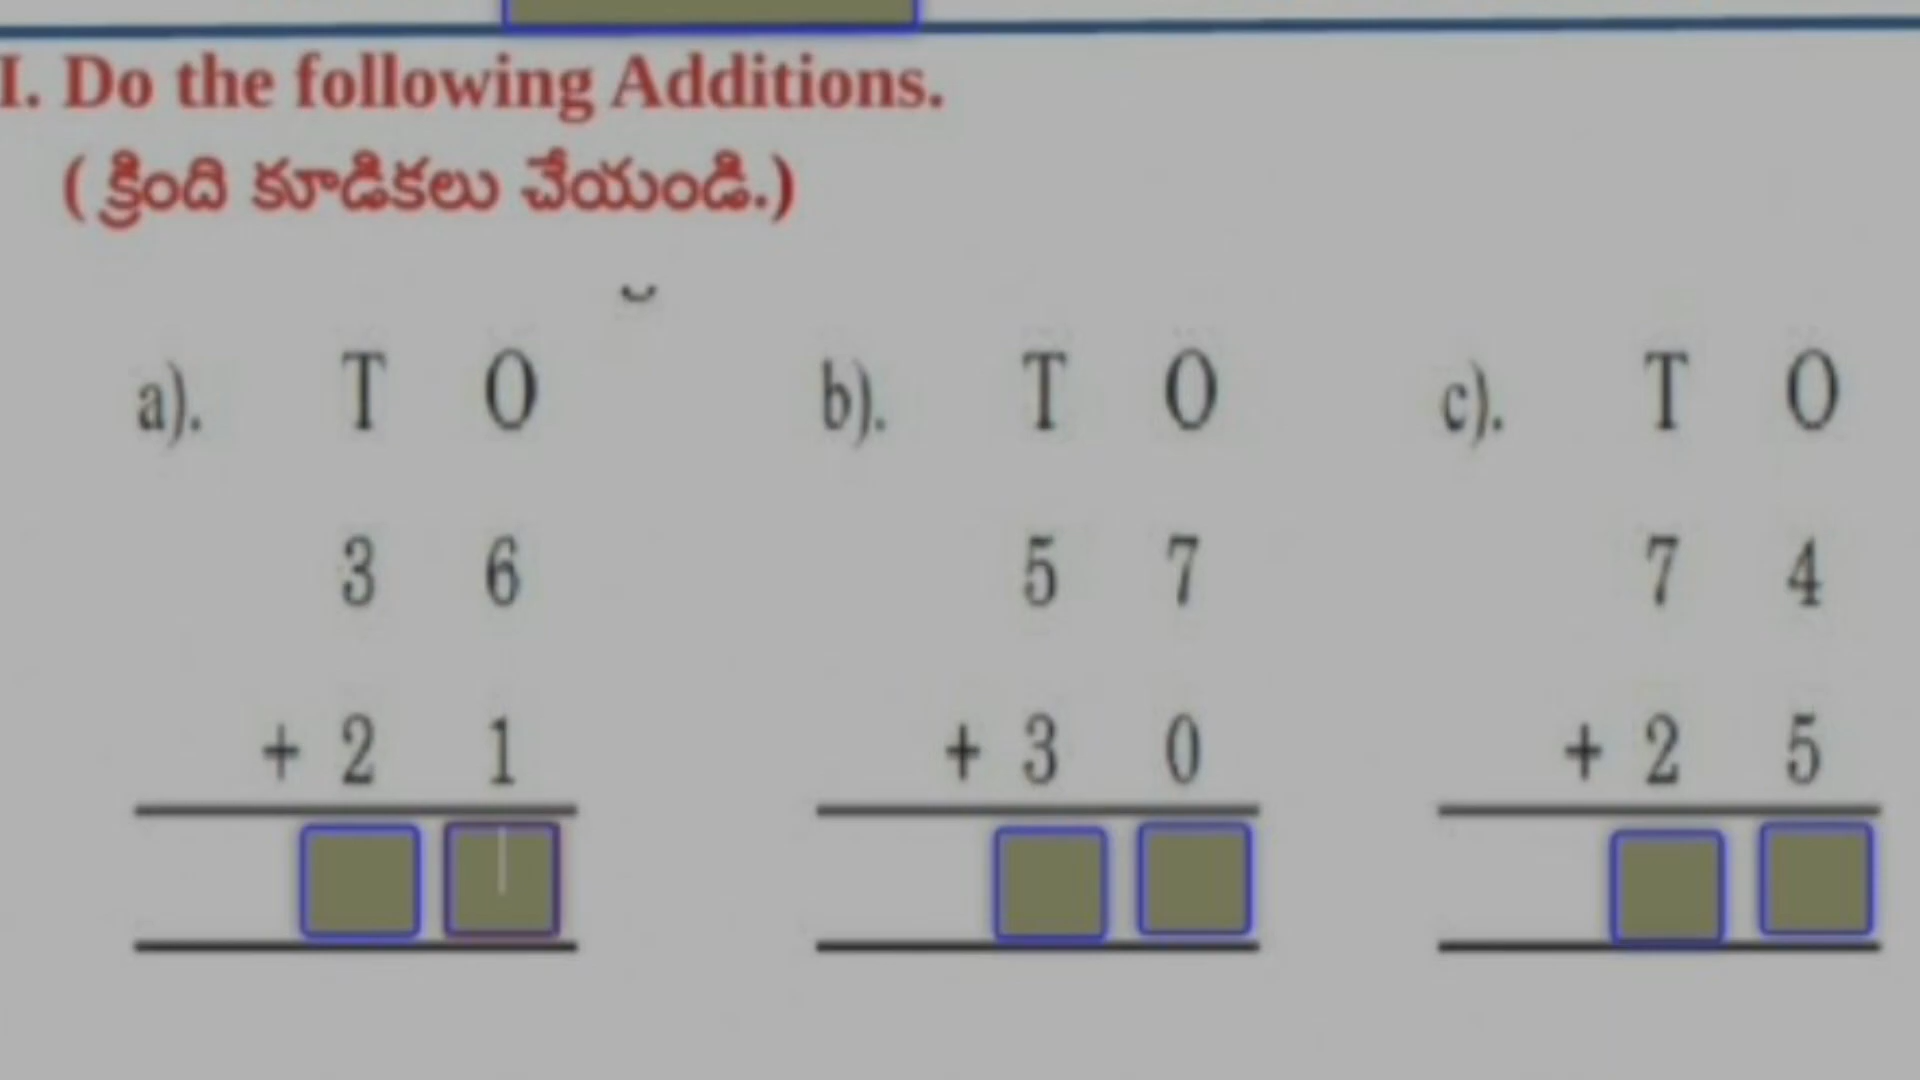 I. Do the following Additions.
( క్రింది కూడికలు చేయండి.)
a). T O b). T O c). T O
3 6 5 7 7 4
+ 2 1 + 3 0 + 2 5